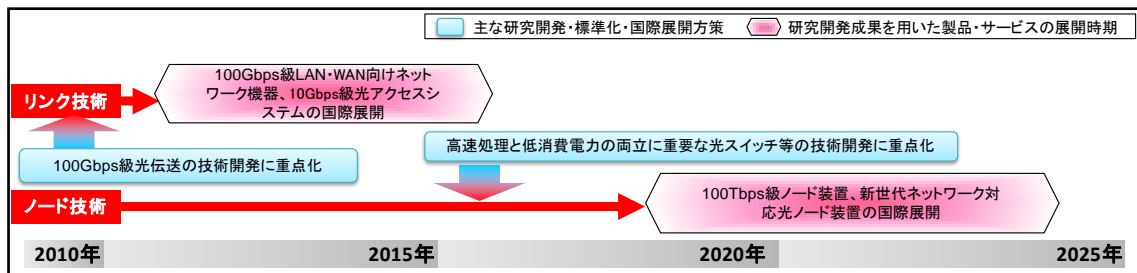 主な研究開発・標準化・国際展開方策
研究開発成果を用いた製品・サービスの展開時期
100Gbps級LAN・WAN向けネット
ワーク機器、10Gbps級光アクセスシ
ステムの国際展開
リンク技術
高速処理と低消費電力の両立に重要な光スイッチ等の技術開発に重点化
100Gbps級光伝送の技術開発に重点化
100Tbps級ノード装置、新世代ネットワーク対
応光ノード装置の国際展開
ノード技術
2010年
2015年
2020年
2025年